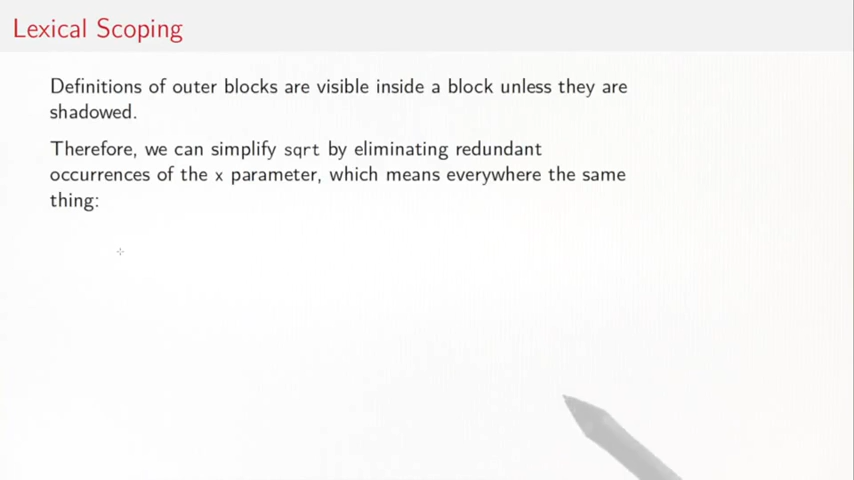 Lexical Scoping
Definitions of outer blocks are visible inside a block unless they are
shadowed.
Therefore, we can simplify sqrt by eliminating redundant
occurrences of the x parameter, which means everywhere the same
thing: